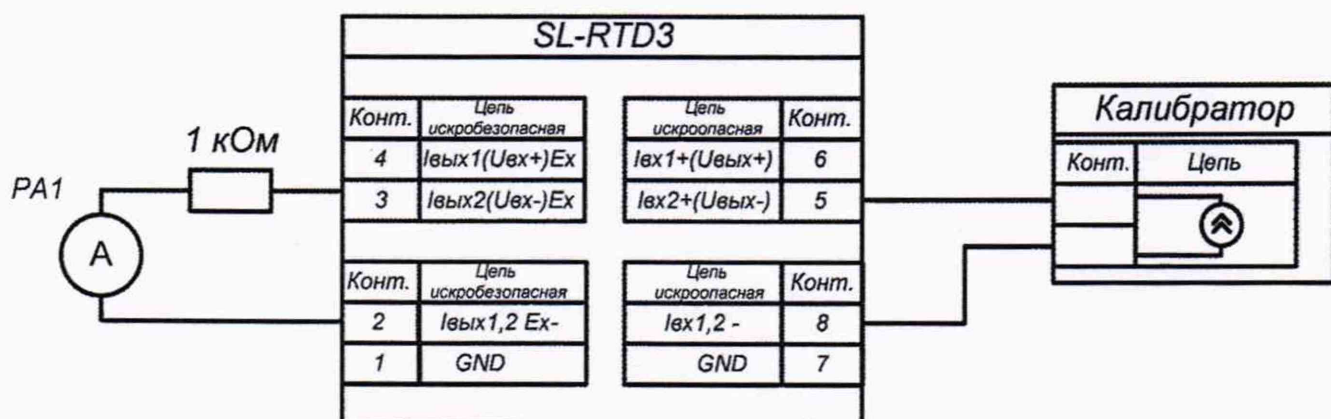 SL-RTD3
1 кОм
PA1
A
Конт. Цепь искробезопасная
4 Iвых1(Uвх+)Ex
3 Iвых2(Uвх-)Ex
Цепь искроопасная Конт.
Iвх1+(Uвых+) 6
Iвх2+(Uвых-) 5
Конт. Цепь искробезопасная
2 Iвых1,2 Ex-
1 GND
Цепь искроопасная Конт.
Iвх1,2 - 8
GND 7
Калибратор
Конт. Цепь